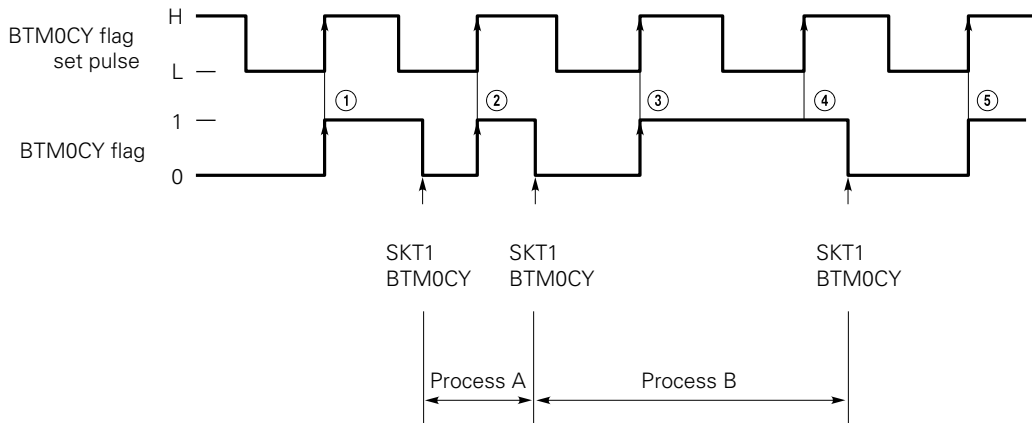 H
BTM0CY flag
set pulse
L
① ② ③ ④ ⑤
1
BTM0CY flag
0
SKT1 SKT1 SKT1
BTM0CY BTM0CY BTM0CY
Process A Process B